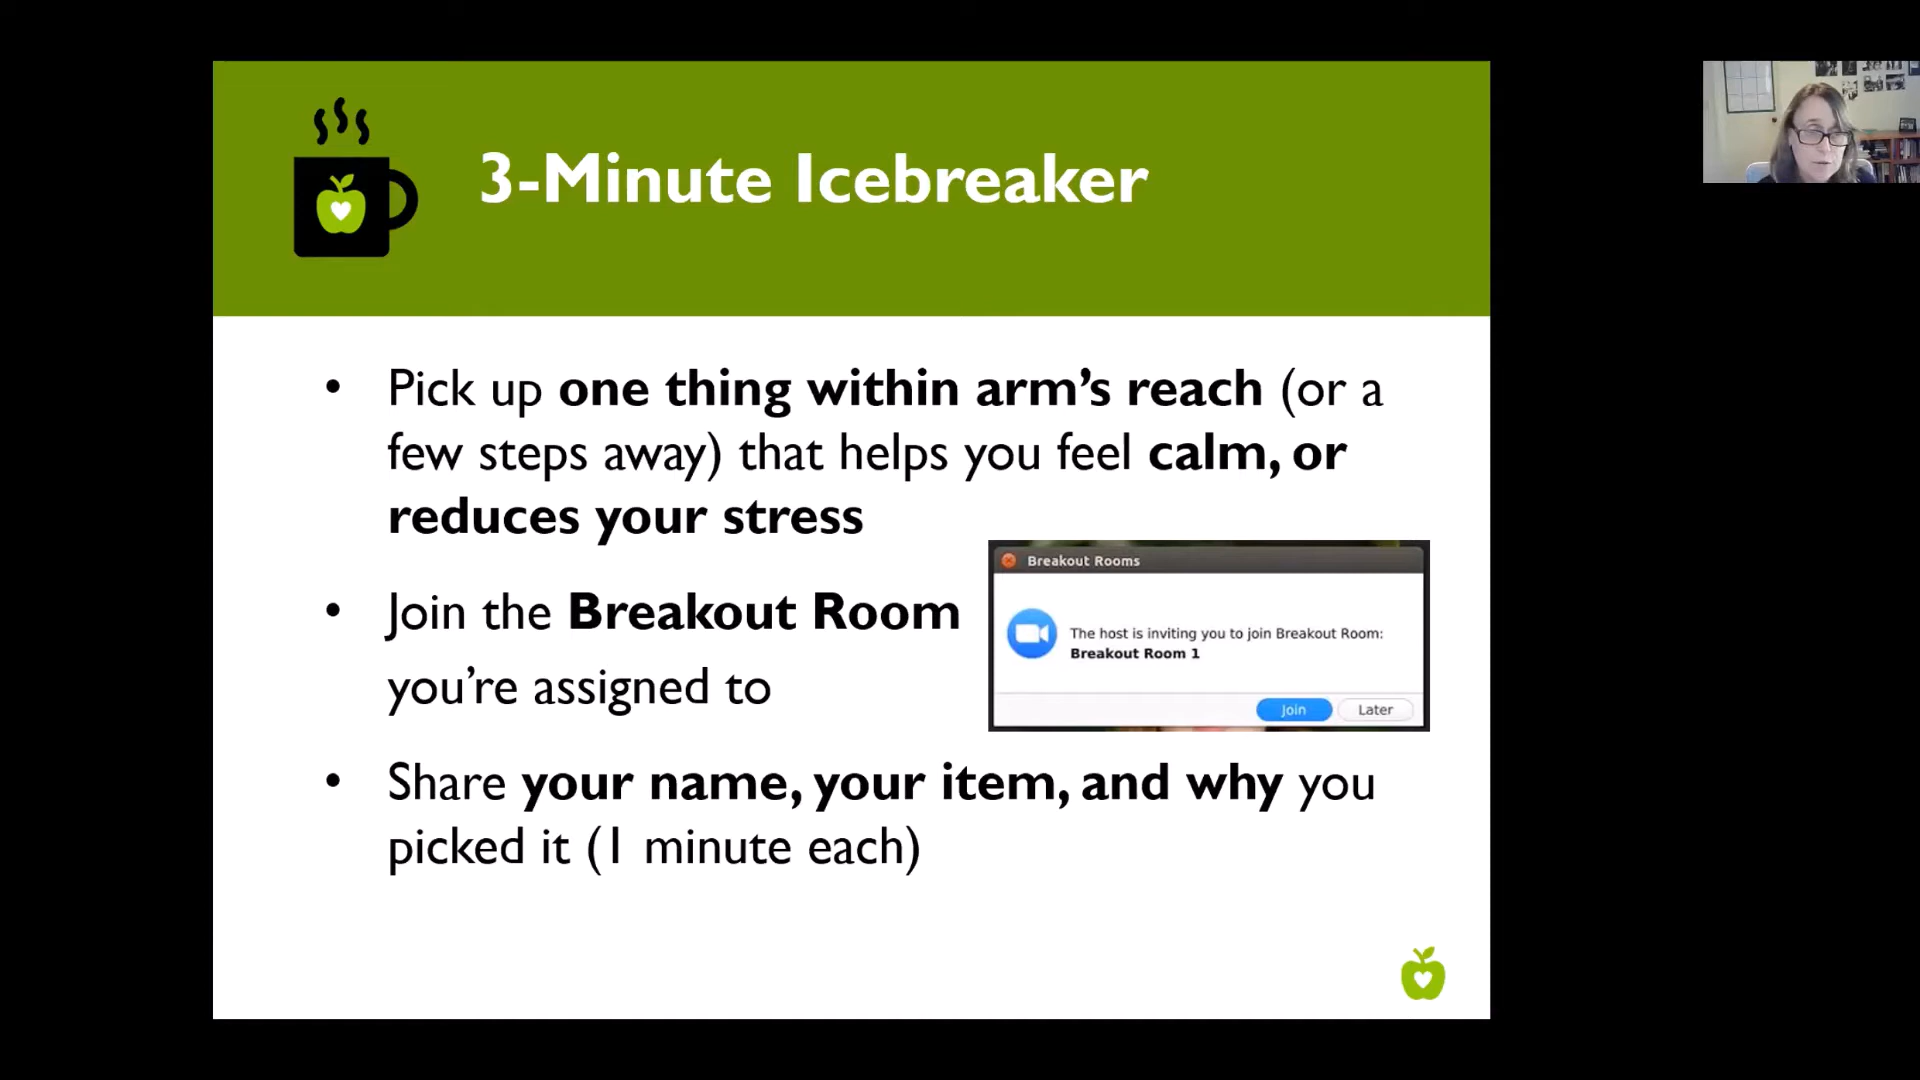 3-Minute Icebreaker
• Pick up one thing within arm’s reach (or a
few steps away) that helps you feel calm, or
reduces your stress
• Join the Breakout Room
you’re assigned to
Breakout Rooms
The host is inviting you to join Breakout Room:
Breakout Room 1
Join
Later
• Share your name, your item, and why you
picked it (1 minute each)